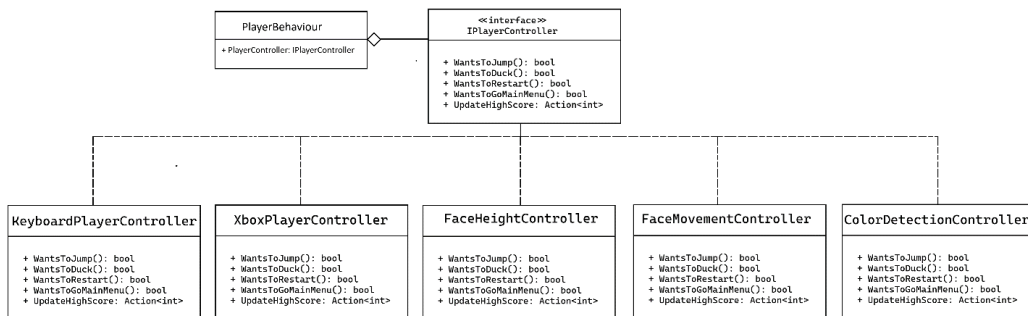 PlayerBehaviour
+ PlayerController: IPlayerController
<<interface>>
IPlayerController
+ WantsToJump(): bool
+ WantsToDuck(): bool
+ WantsToRestart(): bool
+ WantsToGoMainMenu(): bool
+ UpdateHighScore: Action<int>
KeyboardPlayerController
+ WantsToJump(): bool
+ WantsToDuck(): bool
+ WantsToRestart(): bool
+ WantsToGoMainMenu(): bool
+ UpdateHighScore: Action<int>
XboxPlayerController
+ WantsToJump(): bool
+ WantsToDuck(): bool
+ WantsToRestart(): bool
+ WantsToGoMainMenu(): bool
+ UpdateHighScore: Action<int>
FaceHeightController
+ WantsToJump(): bool
+ WantsToDuck(): bool
+ WantsToRestart(): bool
+ WantsToGoMainMenu(): bool
+ UpdateHighScore: Action<int>
FaceMovementController
+ WantsToJump(): bool
+ WantsToDuck(): bool
+ WantsToRestart(): bool
+ WantsToGoMainMenu(): bool
+ UpdateHighScore: Action<int>
ColorDetectionController
+ WantsToJump(): bool
+ WantsToDuck(): bool
+ WantsToRestart(): bool
+ WantsToGoMainMenu(): bool
+ UpdateHighScore: Action<int>